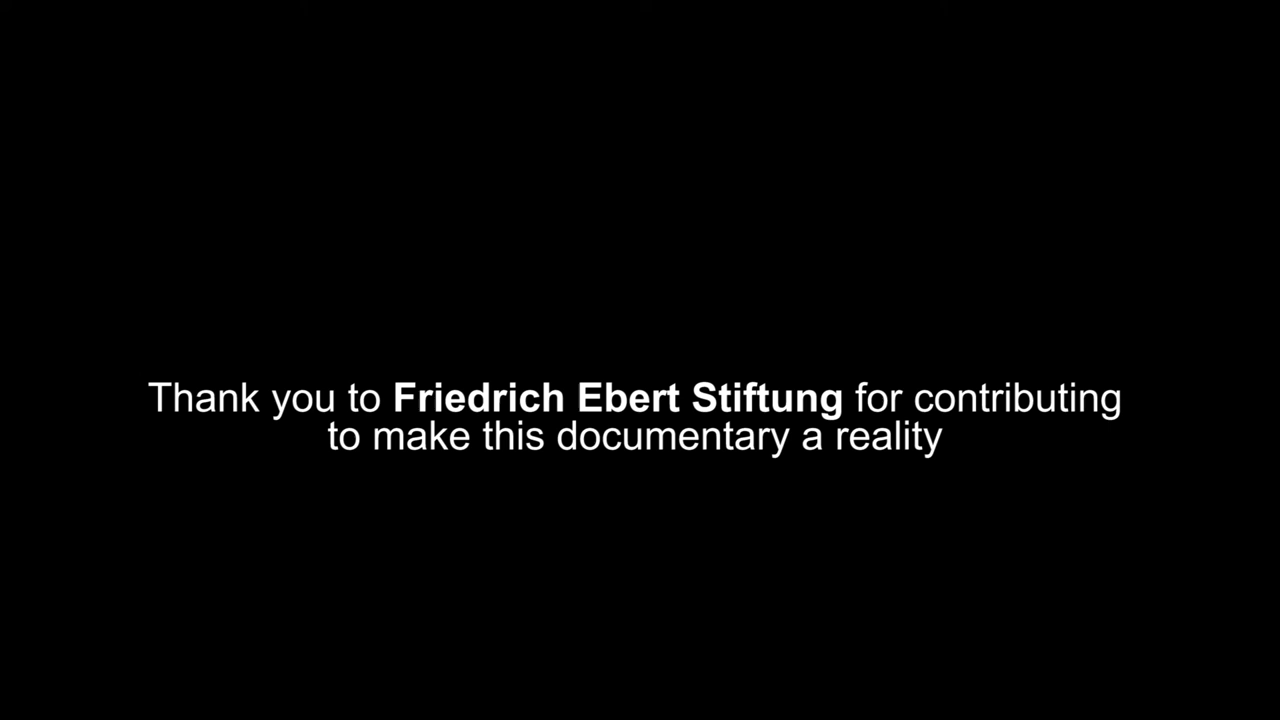 Thank you to Friedrich Ebert Stiftung for contributing
to make this documentary a reality